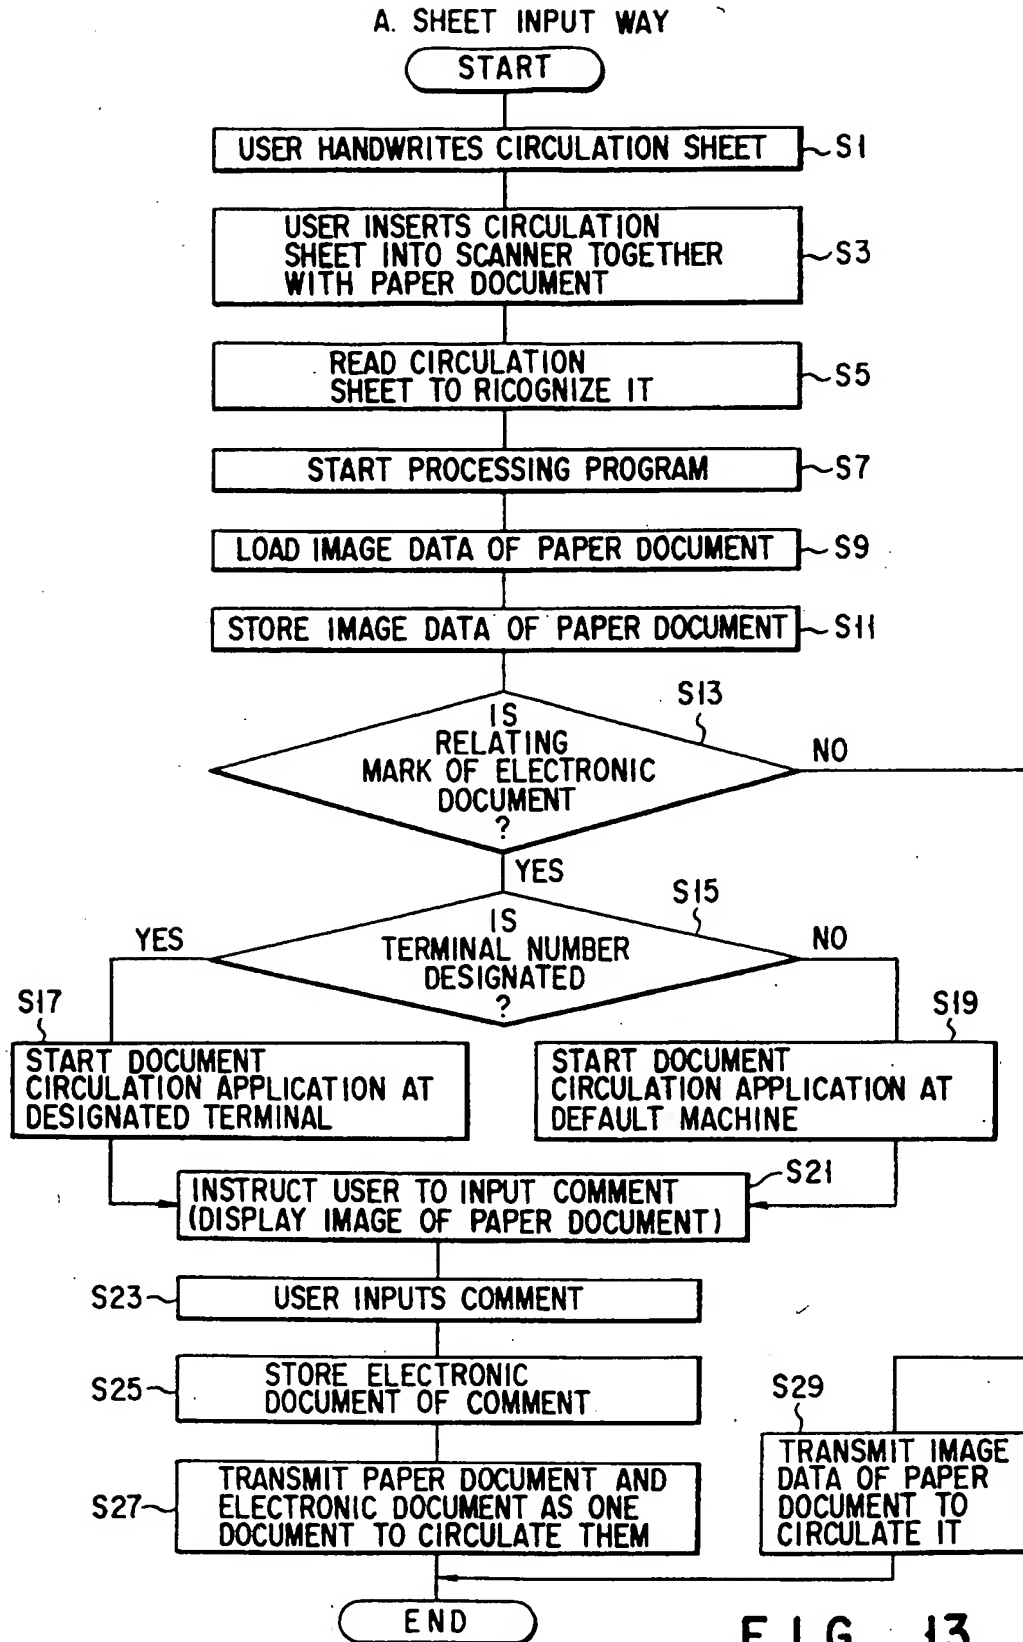 A. SHEET INPUT WAY
START
USER HANDWRITES CIRCULATION SHEET
S1
USER INSERTS CIRCULATION
SHEET INTO SCANNER TOGETHER
WITH PAPER DOCUMENT
S3
READ CIRCULATION
SHEET TO RICOGNIZE IT
S5
START PROCESSING PROGRAM
S7
LOAD IMAGE DATA OF PAPER DOCUMENT
S9
STORE IMAGE DATA OF PAPER DOCUMENT
S11
S13
IS
RELATING
MARK OF ELECTRONIC
DOCUMENT
?
NO
YES
S15
IS
TERMINAL NUMBER
DESIGNATED
?
YES
NO
S17
START DOCUMENT
CIRCULATION APPLICATION AT
DESIGNATED TERMINAL
S19
START DOCUMENT
CIRCULATION APPLICATION AT
DEFAULT MACHINE
S21
INSTRUCT USER TO INPUT COMMENT
(DISPLAY IMAGE OF PAPER DOCUMENT)
S23
USER INPUTS COMMENT
S25
STORE ELECTRONIC
DOCUMENT OF COMMENT
S27
TRANSMIT PAPER DOCUMENT AND
ELECTRONIC DOCUMENT AS ONE
DOCUMENT TO CIRCULATE THEM
S29
TRANSMIT IMAGE
DATA OF PAPER
DOCUMENT TO
CIRCULATE IT
END
FIG. 13